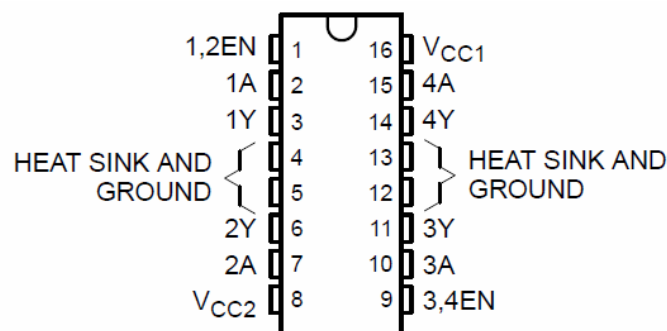 1,2EN 1 16 VCC1
1A 2 15 4A
1Y 3 14 4Y
HEAT SINK AND GROUND 4 13 HEAT SINK AND GROUND
5 12
2Y 6 11 3Y
2A 7 10 3A
VCC2 8 9 3,4EN